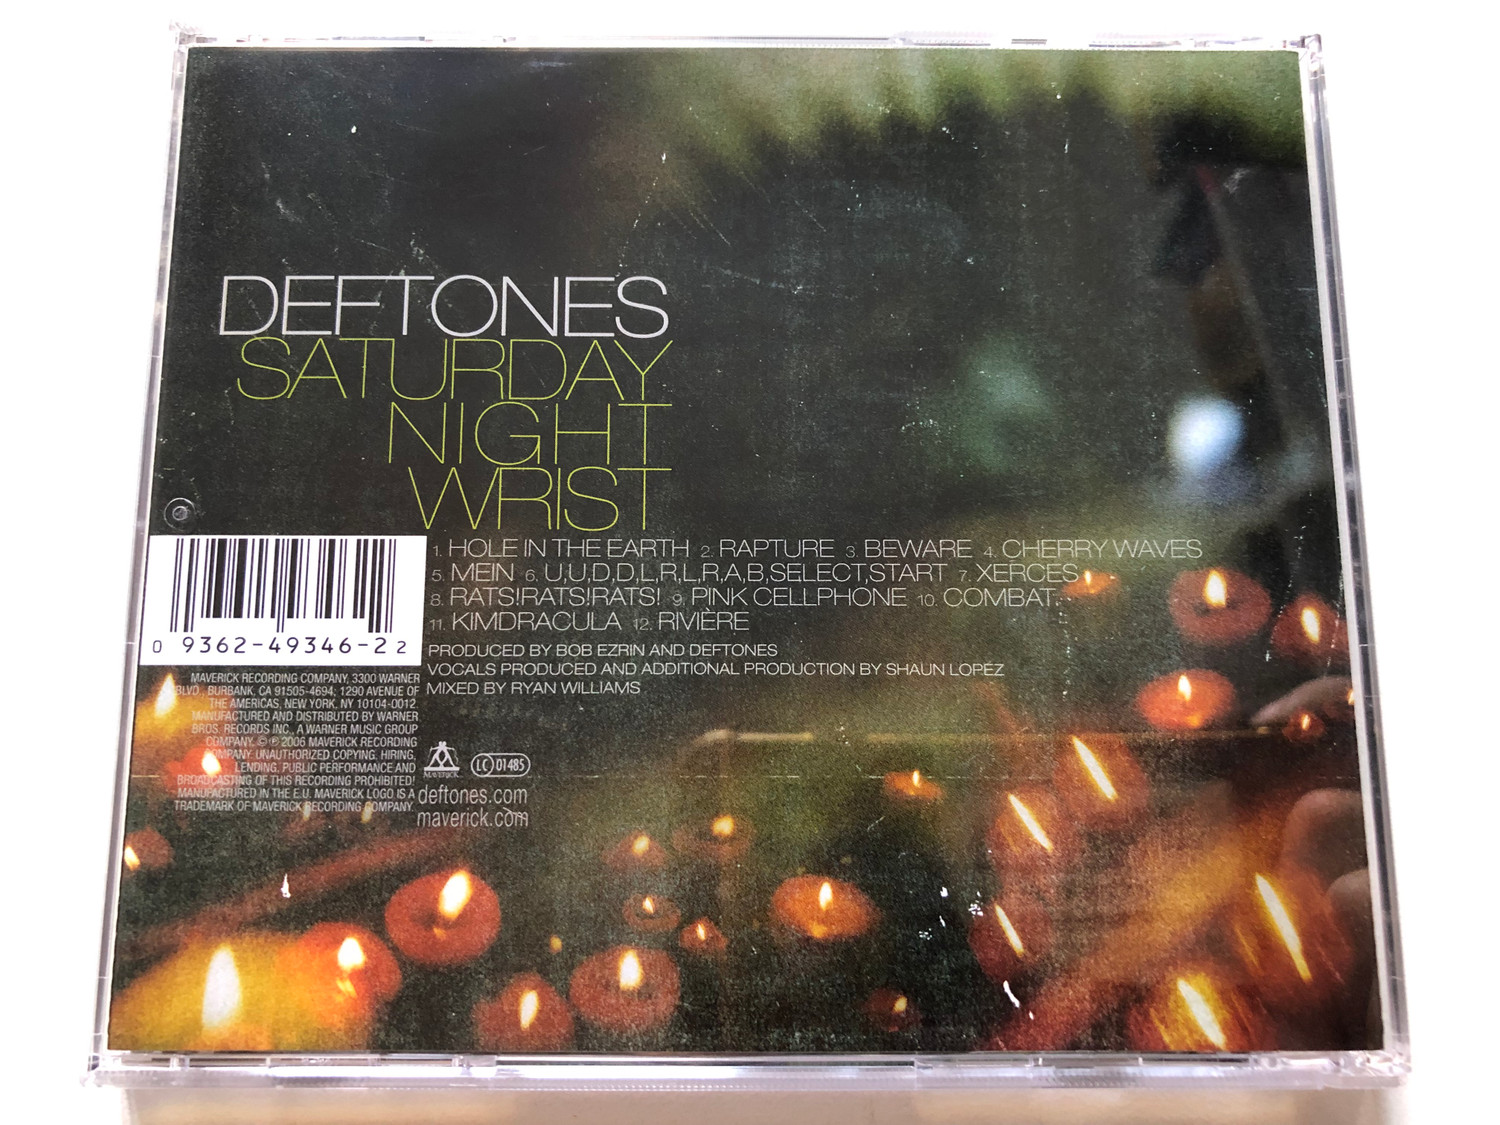 DEFTONES
SATURDAY
NIGHT
WRIST
1. HOLE IN THE EARTH 2. RAPTURE 3. BEWARE 4. CHERRY WAVES
5. MEIN 6. U,U,D,D,L,R,L,R,A,B,SELECT,START 7. XERCES
8. RATS!RATS!RATS! 9. PINK CELLPHONE 10. COMBAT
11. KIMDRACULA 12. RIVIÈRE
PRODUCED BY BOB EZRIN AND DEFTONES
VOCALS PRODUCED AND ADDITIONAL PRODUCTION BY SHAUN LOPEZ
MIXED BY RYAN WILLIAMS
0 9362-49346-2 2
MAVERICK RECORDING COMPANY, 3300 WARNER
BLVD., BURBANK, CA 91505-4694; 1290 AVENUE OF
THE AMERICAS, NEW YORK, NY 10104-0012.
MANUFACTURED AND DISTRIBUTED BY WARNER
BROS. RECORDS INC., A WARNER MUSIC GROUP
COMPANY. © ℗ 2006 MAVERICK RECORDING
COMPANY. UNAUTHORIZED COPYING, HIRING,
LENDING, PUBLIC PERFORMANCE AND
BROADCASTING OF THIS RECORDING PROHIBITED!
MANUFACTURED IN THE E.U. MAVERICK LOGO IS A
TRADEMARK OF MAVERICK RECORDING COMPANY.
MAVERICK
LC 01485
deftones.com
maverick.com